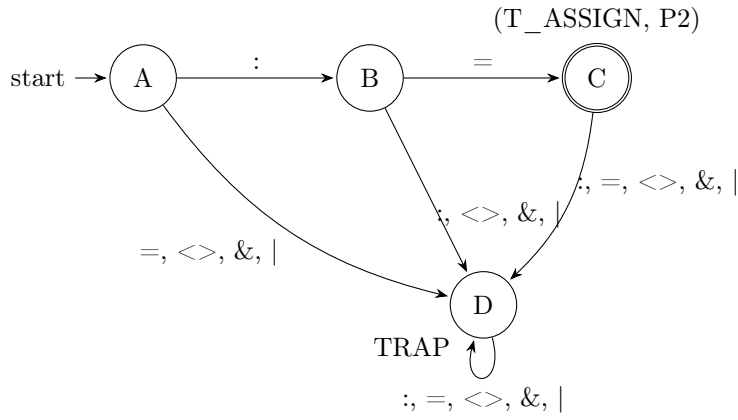 (T_ASSIGN, P2)
start
A
:
B
=
C
:, =, <>, &, |
:, <>, &, |
=, <>, &, |
D
TRAP
:, =, <>, &, |